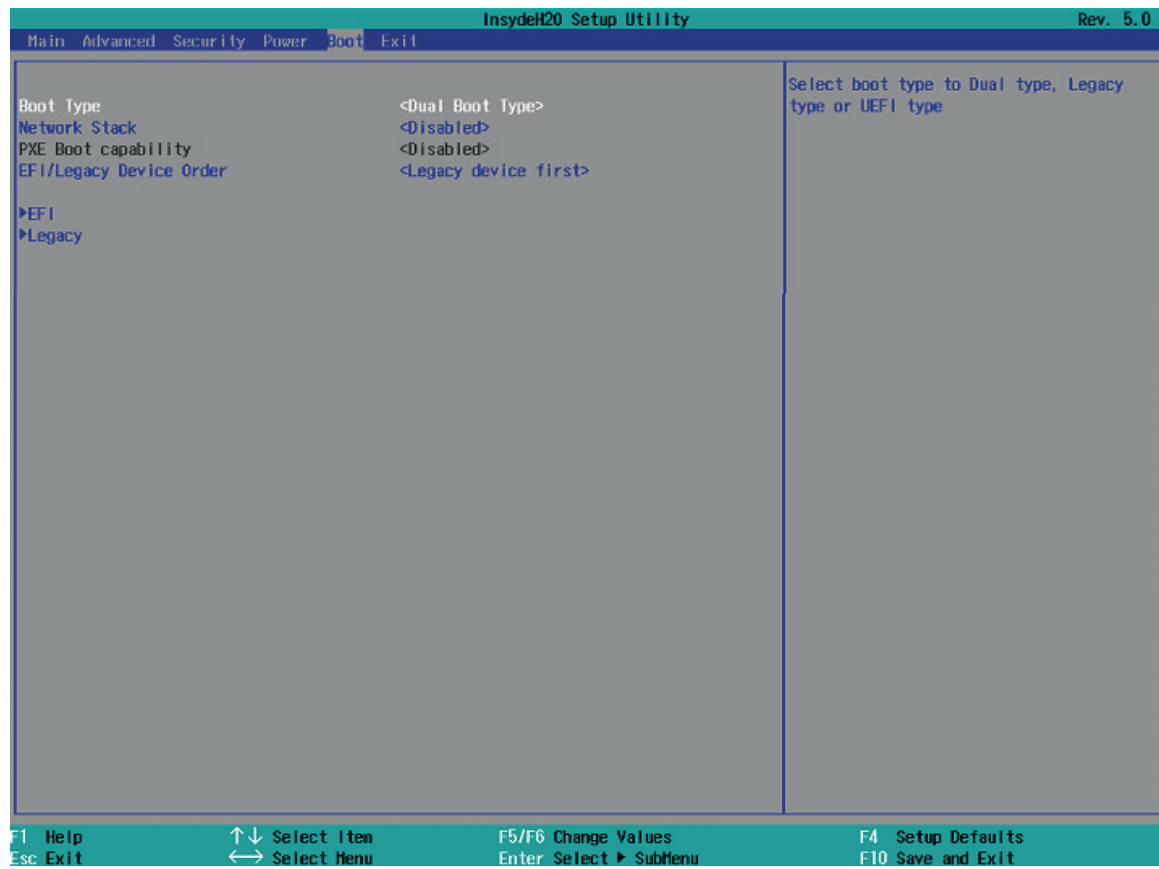 InsydeH20 Setup Utility Rev. 5.0
Main Advanced Security Power Boot Exit
Boot Type <Dual Boot Type>
Network Stack <Disabled>
PXE Boot capability <Disabled>
EFI/Legacy Device Order <Legacy device first>
▶EFI
▶Legacy
Select boot type to Dual type, Legacy
type or UEFI type
F1 Help ↑↓ Select Item F5/F6 Change Values F4 Setup Defaults
Esc Exit ←→ Select Menu Enter Select ▶ SubMenu F10 Save and Exit